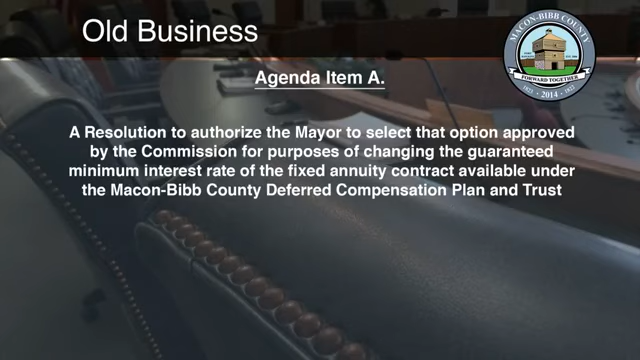 Old Business
MACON-BIBB COUNTY
FORWARD TOGETHER
· 2014 ·
Agenda Item A.
A Resolution to authorize the Mayor to select that option approved
by the Commission for purposes of changing the guaranteed
minimum interest rate of the fixed annuity contract available under
the Macon-Bibb County Deferred Compensation Plan and Trust